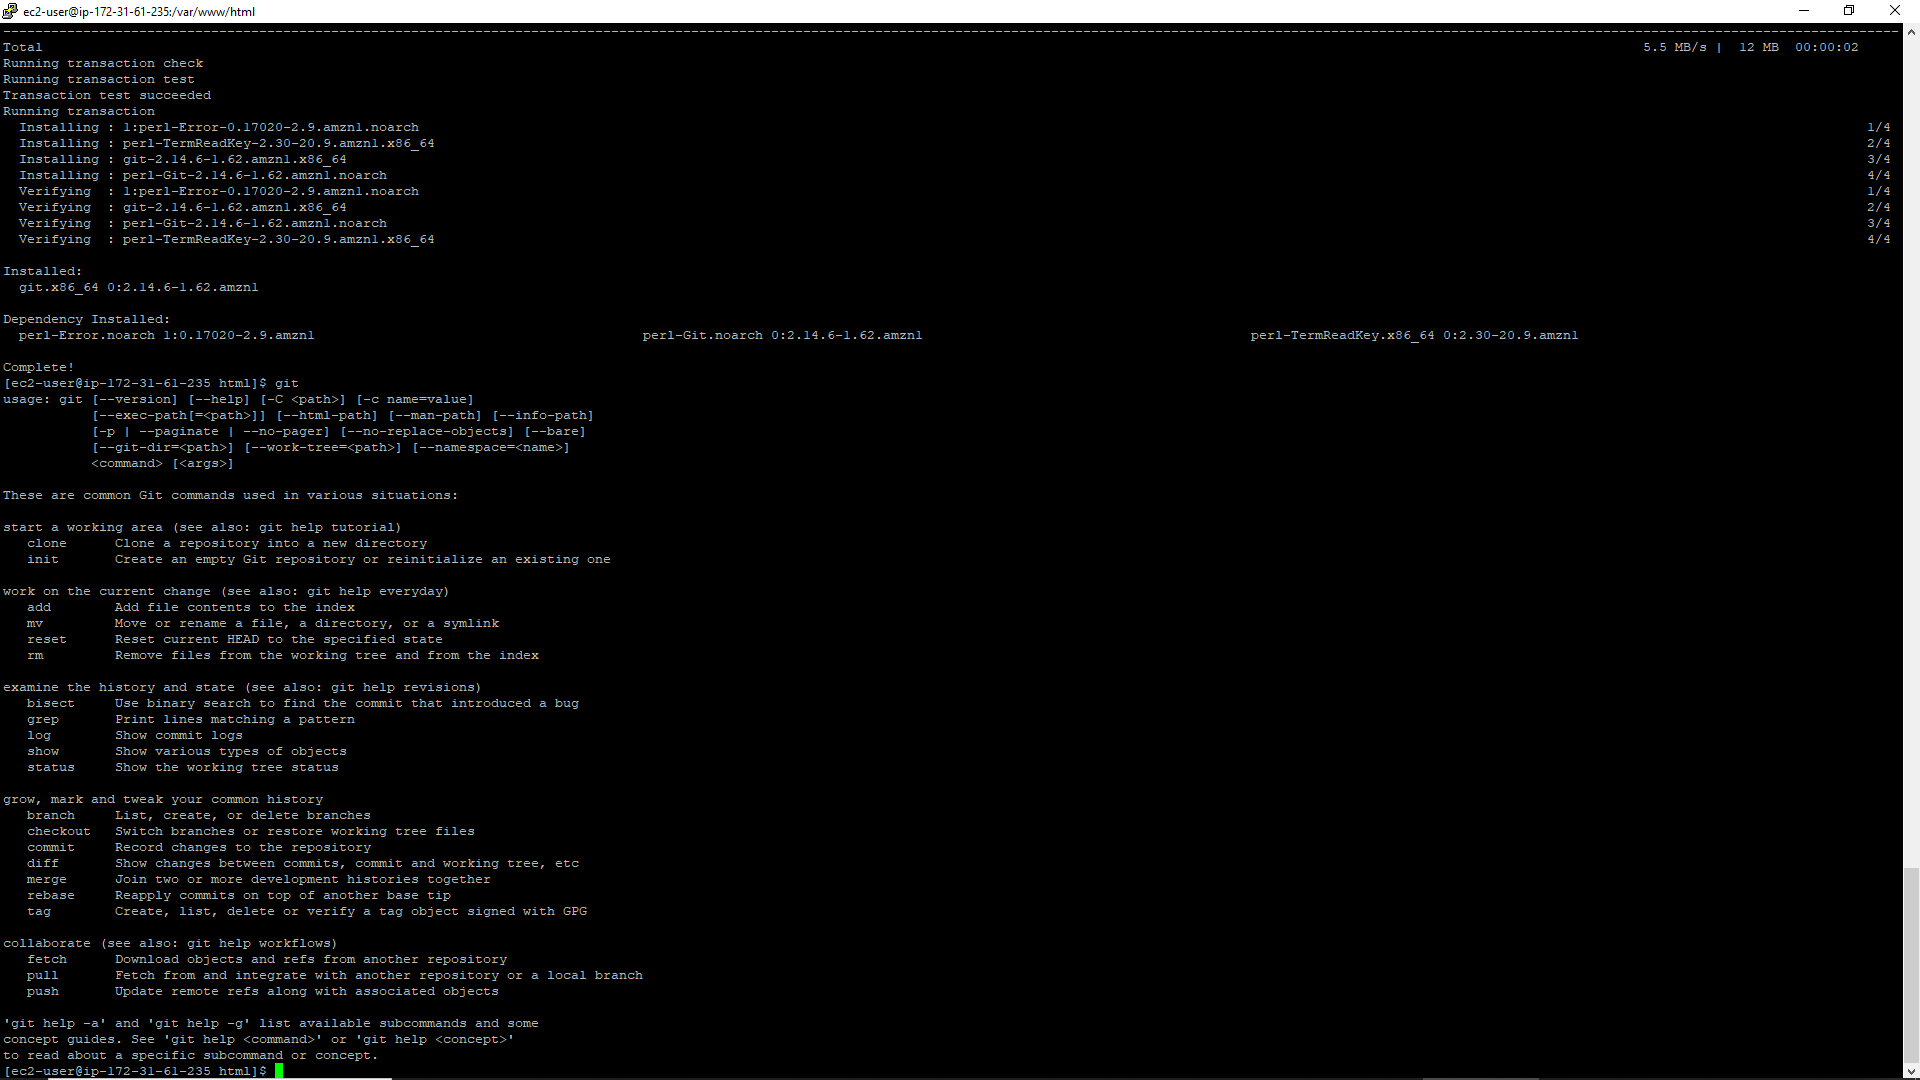 ec2-user@ip-172-31-61-235:/var/www/html
--------------------------------------------------------------------------------
Total 5.5 MB/s | 12 MB 00:00:02
Running transaction check
Running transaction test
Transaction test succeeded
Running transaction
Installing : 1:perl-Error-0.17020-2.9.amzn1.noarch 1/4
Installing : perl-TermReadKey-2.30-20.9.amzn1.x86_64 2/4
Installing : git-2.14.6-1.62.amzn1.x86_64 3/4
Installing : perl-Git-2.14.6-1.62.amzn1.noarch 4/4
Verifying : 1:perl-Error-0.17020-2.9.amzn1.noarch 1/4
Verifying : git-2.14.6-1.62.amzn1.x86_64 2/4
Verifying : perl-Git-2.14.6-1.62.amzn1.noarch 3/4
Verifying : perl-TermReadKey-2.30-20.9.amzn1.x86_64 4/4
Installed:
git.x86_64 0:2.14.6-1.62.amzn1
Dependency Installed:
perl-Error.noarch 1:0.17020-2.9.amzn1 perl-Git.noarch 0:2.14.6-1.62.amzn1 perl-TermReadKey.x86_64 0:2.30-20.9.amzn1
Complete!
[ec2-user@ip-172-31-61-235 html]$ git
usage: git [--version] [--help] [-C <path>] [-c name=value]
[--exec-path[=<path>]] [--html-path] [--man-path] [--info-path]
[-p | --paginate | --no-pager] [--no-replace-objects] [--bare]
[--git-dir=<path>] [--work-tree=<path>] [--namespace=<name>]
<command> [<args>]
These are common Git commands used in various situations:
start a working area (see also: git help tutorial)
clone Clone a repository into a new directory
init Create an empty Git repository or reinitialize an existing one
work on the current change (see also: git help everyday)
add Add file contents to the index
mv Move or rename a file, a directory, or a symlink
reset Reset current HEAD to the specified state
rm Remove files from the working tree and from the index
examine the history and state (see also: git help revisions)
bisect Use binary search to find the commit that introduced a bug
grep Print lines matching a pattern
log Show commit logs
show Show various types of objects
status Show the working tree status
grow, mark and tweak your common history
branch List, create, or delete branches
checkout Switch branches or restore working tree files
commit Record changes to the repository
diff Show changes between commits, commit and working tree, etc
merge Join two or more development histories together
rebase Reapply commits on top of another base tip
tag Create, list, delete or verify a tag object signed with GPG
collaborate (see also: git help workflows)
fetch Download objects and refs from another repository
pull Fetch from and integrate with another repository or a local branch
push Update remote refs along with associated objects
'git help -a' and 'git help -g' list available subcommands and some
concept guides. See 'git help <command>' or 'git help <concept>'
to read about a specific subcommand or concept.
[ec2-user@ip-172-31-61-235 html]$